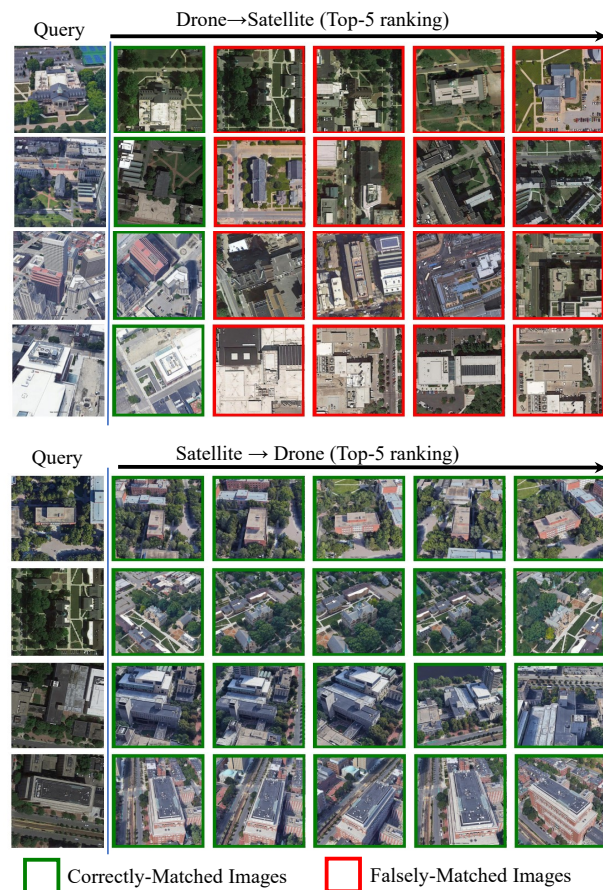 Query
Drone→Satellite (Top-5 ranking)
Query
Satellite → Drone (Top-5 ranking)
Correctly-Matched Images
Falsely-Matched Images